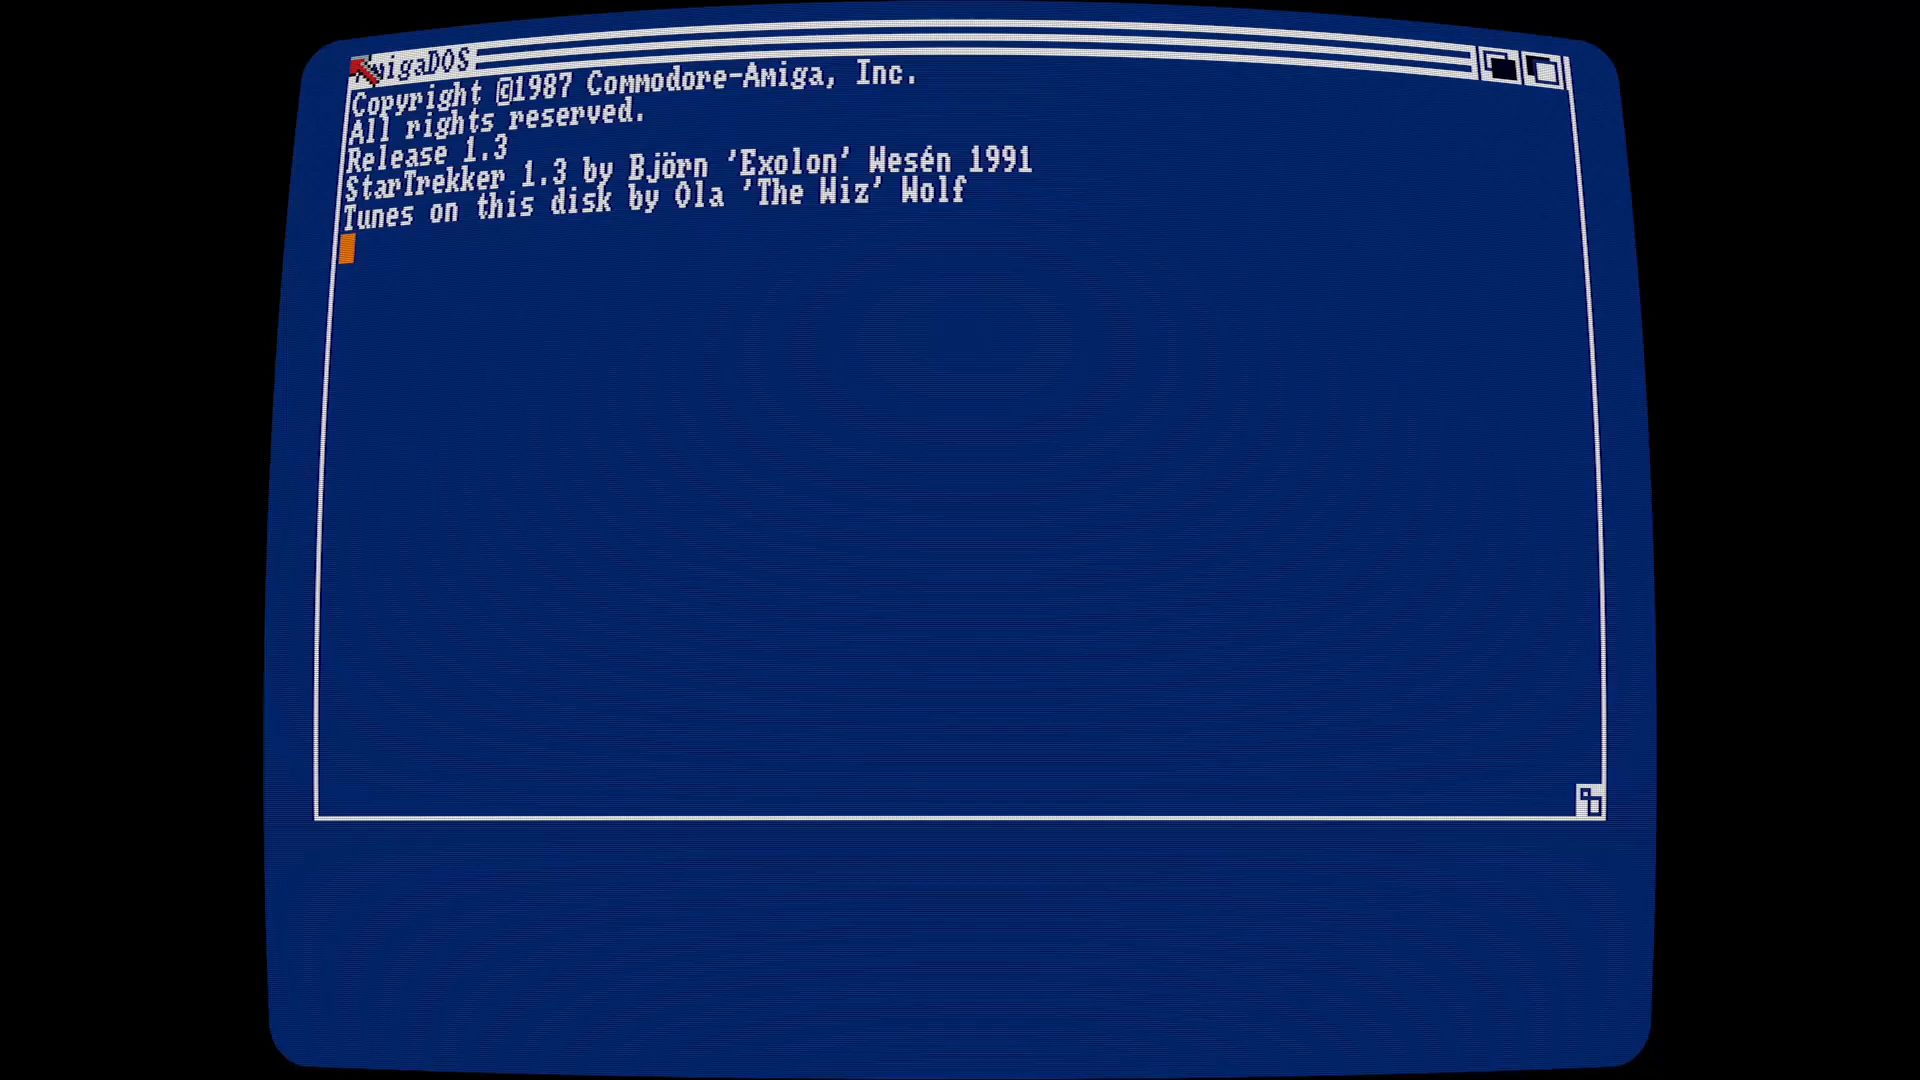 AmigaDOS
Copyright ©1987 Commodore-Amiga, Inc.
All rights reserved.
Release 1.3
StarTrekker 1.3 by Björn 'Exolon' Wesén 1991
Tunes on this disk by Ola 'The Wiz' Wolf